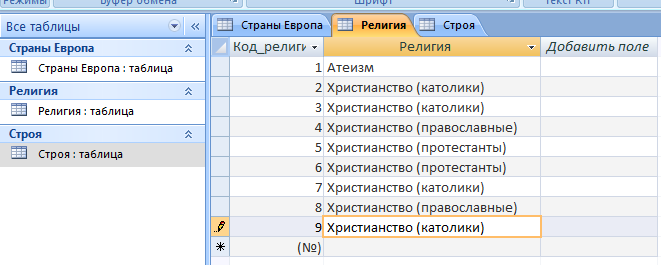 Режимы Буфер обмена Шрифт Текст
Все таблицы
Страны Европа
Страны Европа : таблица
Религия
Религия : таблица
Строя
Строя : таблица
Страны Европа Религия Строя
Код_религи Религия Добавить поле
1 Атеизм
2 Христианство (католики)
3 Христианство (католики)
4 Христианство (православные)
5 Христианство (протестанты)
6 Христианство (протестанты)
7 Христианство (католики)
8 Христианство (православные)
9 Христианство (католики)
(№)